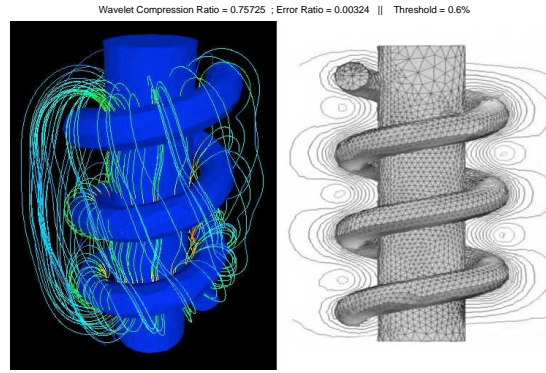 Wavelet Compression Ratio = 0.75725 ; Error Ratio = 0.00324 || Threshold = 0.6%